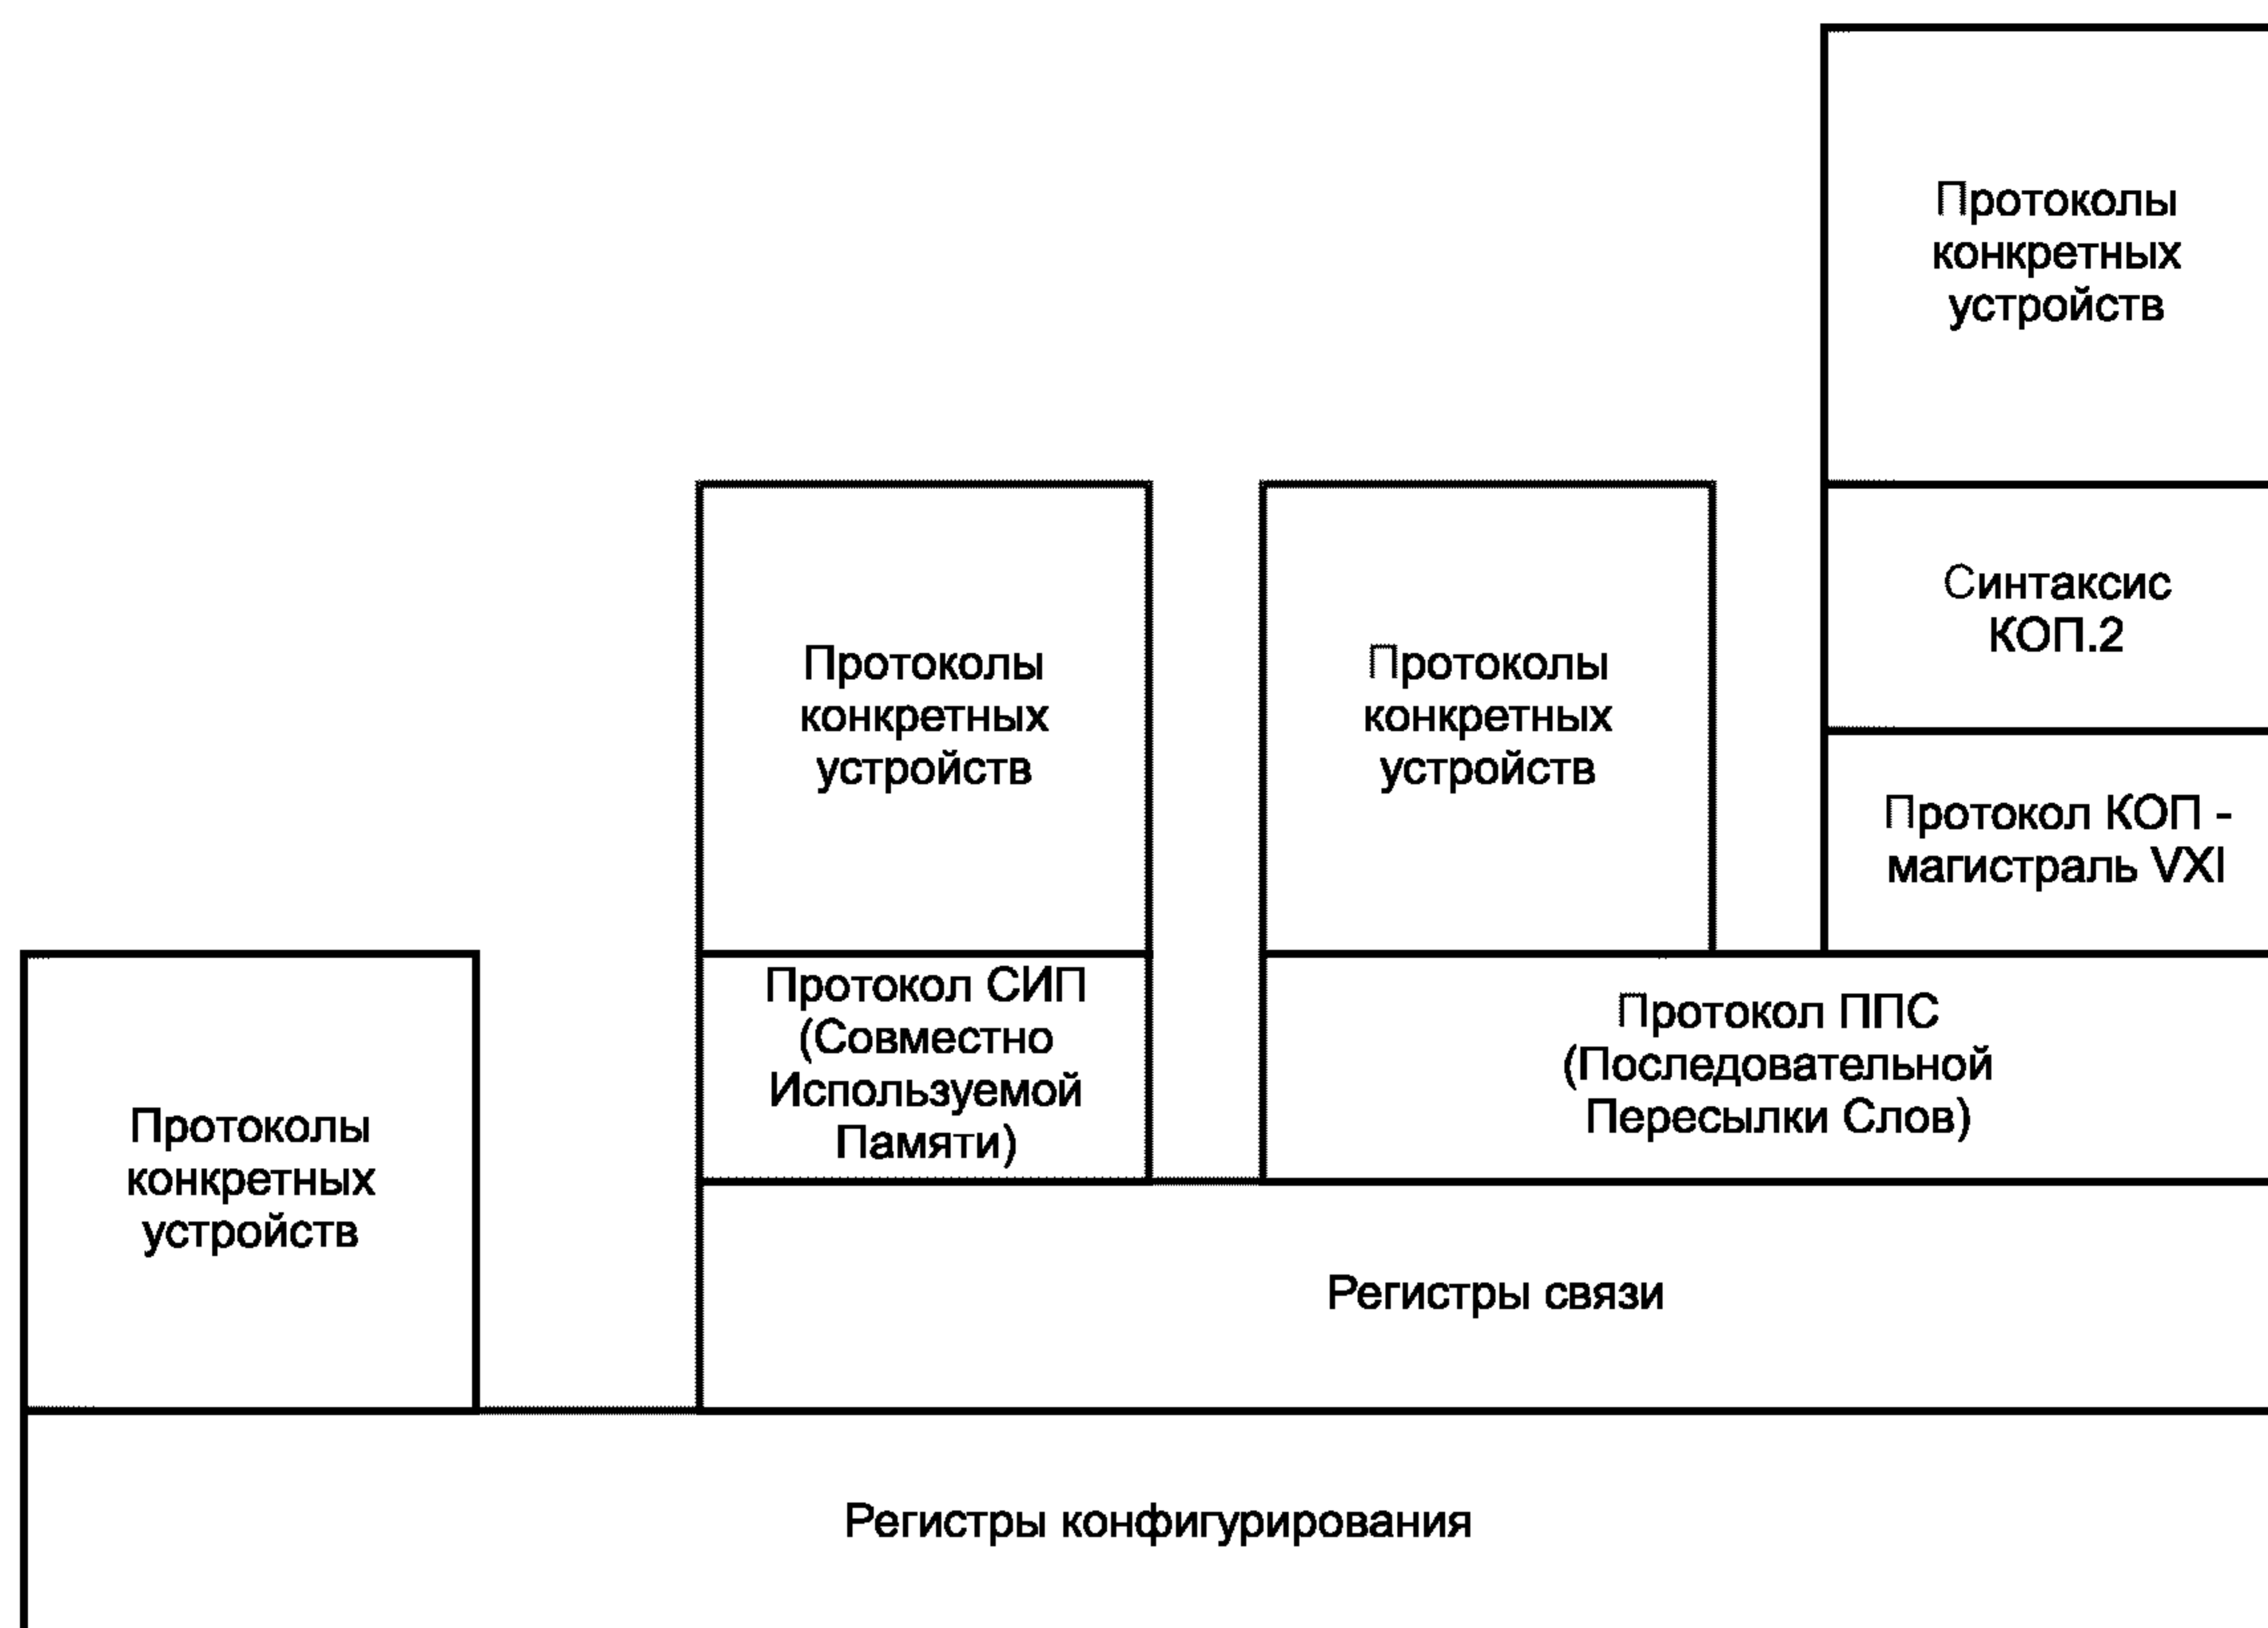 Протоколы
конкретных
устройств
Синтаксис
КОП.2
Протокол КОП -
магистраль VXI
Протоколы
конкретных
устройств
Протоколы
конкретных
устройств
Протокол СИП
(Совместно
Используемой
Памяти)
Протокол ППС
(Последовательной
Пересылки Слов)
Протоколы
конкретных
устройств
Регистры связи
Регистры конфигурирования